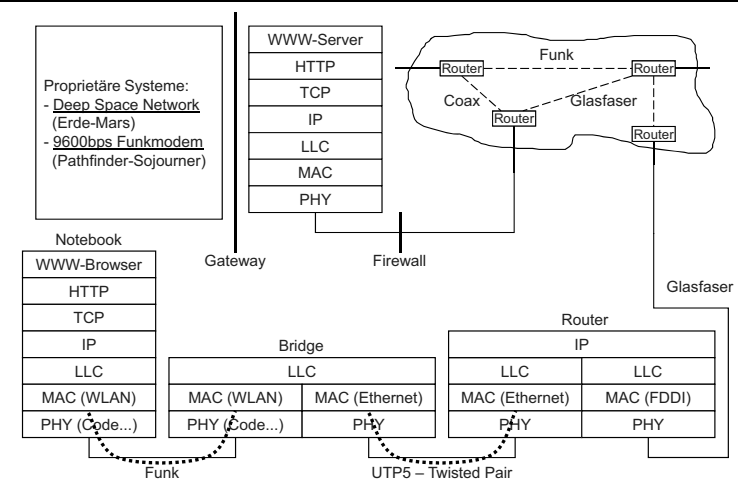 Proprietäre Systeme:
- Deep Space Network
(Erde-Mars)
- 9600bps Funkmodem
(Pathfinder-Sojourner)
WWW-Server
HTTP
TCP
IP
LLC
MAC
PHY
Gateway
Firewall
Router
Funk
Router
Coax
Glasfaser
Router
Router
Glasfaser
Notebook
WWW-Browser
HTTP
TCP
IP
LLC
MAC (WLAN)
PHY (Code...)
Funk
Bridge
LLC
MAC (WLAN)
MAC (Ethernet)
PHY (Code...)
PHY
UTP5 – Twisted Pair
Router
IP
LLC
LLC
MAC (Ethernet)
MAC (FDDI)
PHY
PHY